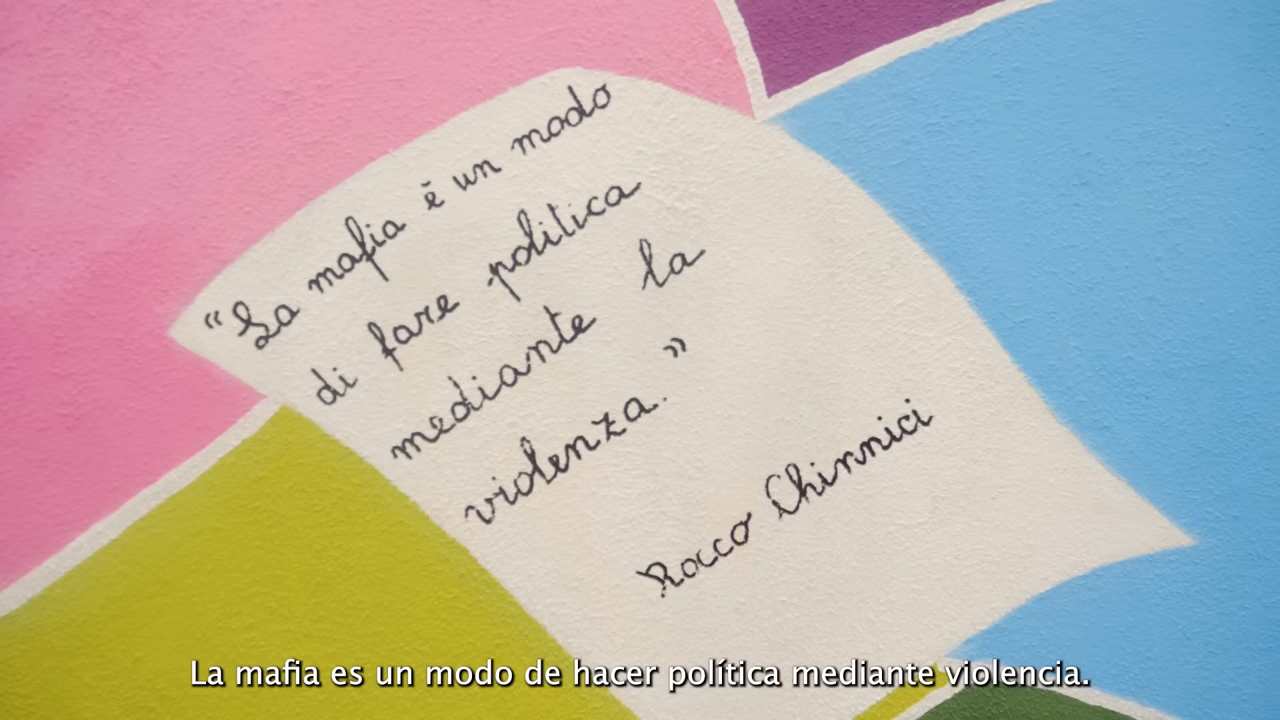 “La mafia è un modo
di fare politica
mediante la
violenza.”
Rocco Chinnici
La mafia es un modo de hacer política mediante violencia.